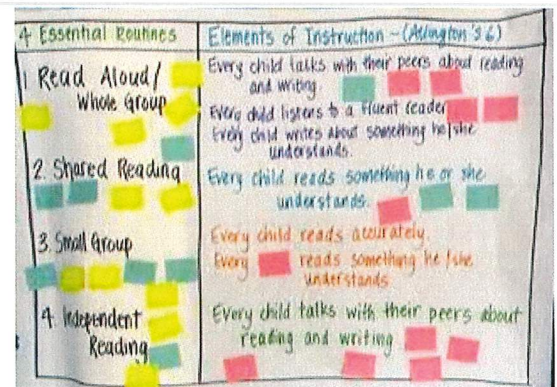 4 Essential Routines
Elements of Instruction - (Allington's 6)
1 Read Aloud/
Whole Group
Every child talks with their peers about reading
and writing.
Every child listens to a fluent reader
Every child writes about something he/she
understands.
2. Shared Reading
Every child reads something he or she
understands.
3. Small Group
Every child reads accurately.
Every reads something he/she
understands
4. Independent
Reading
Every child talks with their peers about
reading and writing